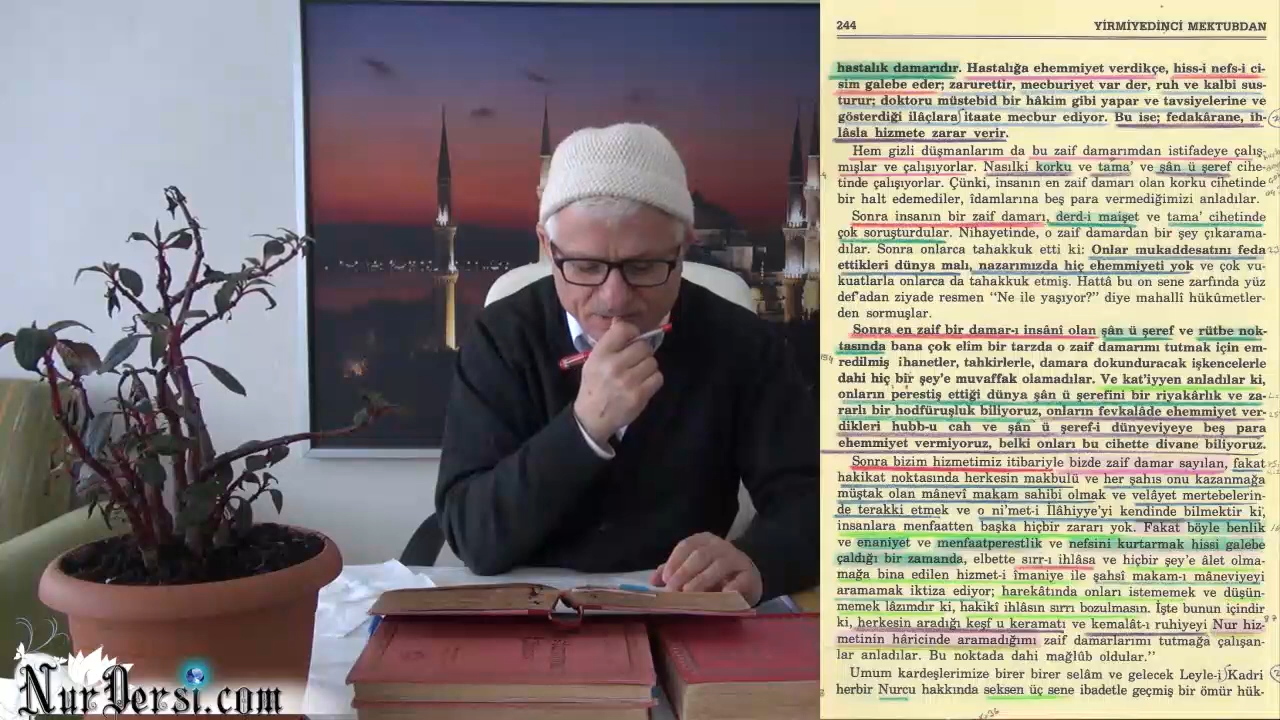 244 YİRMİYEDİNCİ MEKTUBDAN
hastalık damarıdır. Hastalığa ehemmiyet verdikçe, hiss-i nefs-i ci-
sim galebe eder; zarurettir, mecburiyet var der, ruh ve kalbi sus-
turur; doktoru müstebid bir hâkim gibi yapar ve tavsiyelerine ve
gösterdiği ilâçlara itaate mecbur ediyor. Bu ise; fedakârane, ih-
lâsla hizmete zarar verir.
Hem gizli düşmanlarım da bu zaif damarımdan istifadeye çalış-
mışlar ve çalışıyorlar. Nasılki korku ve tama' ve şân ü şeref cihe-
tinde çalışıyorlar. Çünki, insanın en zaif damarı olan korku cihetinde
bir halt edemediler, îdamlarına beş para vermediğimizi anladılar.
Sonra insanın bir zaif damarı, derd-i maişet ve tama' cihetinde
çok soruşturdular. Nihayetinde, o zaif damardan bir şey çıkarama-
dılar. Sonra onlarca tahakkuk etti ki: Onlar mukaddesatını feda
ettikleri dünya malı, nazarımızda hiç ehemmiyeti yok ve çok vu-
kuatlarla onlarca da tahakkuk etmiş. Hattâ bu on sene zarfında yüz
def'adan ziyade resmen "Ne ile yaşıyor?" diye mahallî hükûmetler-
den sormuşlar.
Sonra en zaif bir damar-ı insânî olan şân ü şeref ve rütbe nok-
tasında bana çok elîm bir tarzda o zaif damarımı tutmak için em-
redilmiş ihanetler, tahkirlerle, damara dokunduracak işkencelerle
dahi hiç bir şey'e muvaffak olamadılar. Ve kat'iyyen anladılar ki,
onların perestiş ettiği dünya şân ü şerefini bir riyakârlık ve za-
rarlı bir hodfüruşluk biliyoruz, onların fevkalâde ehemmiyet ver-
dikleri hubb-u cah ve şân ü şeref-i dünyeviyeye beş para
ehemmiyet vermiyoruz, belki onları bu cihette divane biliyoruz.
Sonra bizim hizmetimiz itibariyle bizde zaif damar sayılan, fakat
hakikat noktasında herkesin makbulü ve her şahıs onu kazanmağa
müştak olan mânevî makam sahibi olmak ve velâyet mertebelerin-
de terakki etmek ve o ni'met-i İlâhiyye'yi kendinde bilmektir ki,
insanlara menfaatten başka hiçbir zararı yok. Fakat böyle benlik
ve enaniyet ve menfaatperestlik ve nefsini kurtarmak hissi galebe
çaldığı bir zamanda, elbette sırr-ı ihlâsa ve hiçbir şey'e âlet olma-
mağa bina edilen hizmet-i îmaniye ile şahsî makam-ı mâneviyeyi
aramamak iktiza ediyor; harekâtında onları istememek ve düşün-
memek lâzımdır ki, hakikî ihlâsın sırrı bozulmasın. İşte bunun içindir
ki, herkesin aradığı keşf u keramatı ve kemalât-ı ruhiyeyi Nur hiz-
metinin hâricinde aramadığımı zaif damarlarımı tutmağa çalışan-
lar anladılar. Bu noktada dahi mağlûb oldular."
Umum kardeşlerimize birer birer selâm ve gelecek Leyle-i Kadri
herbir Nurcu hakkında seksen üç sene ibadetle geçmiş bir ömür hük-
NurDersi.com